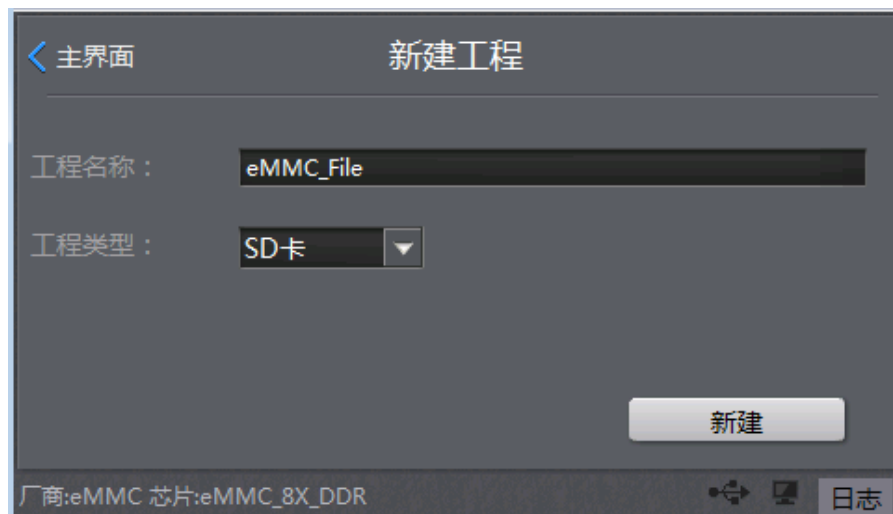 主界面 新建工程
工程名称： eMMC_File
工程类型： SD卡
新建
厂商:eMMC 芯片:eMMC_8X_DDR 日志